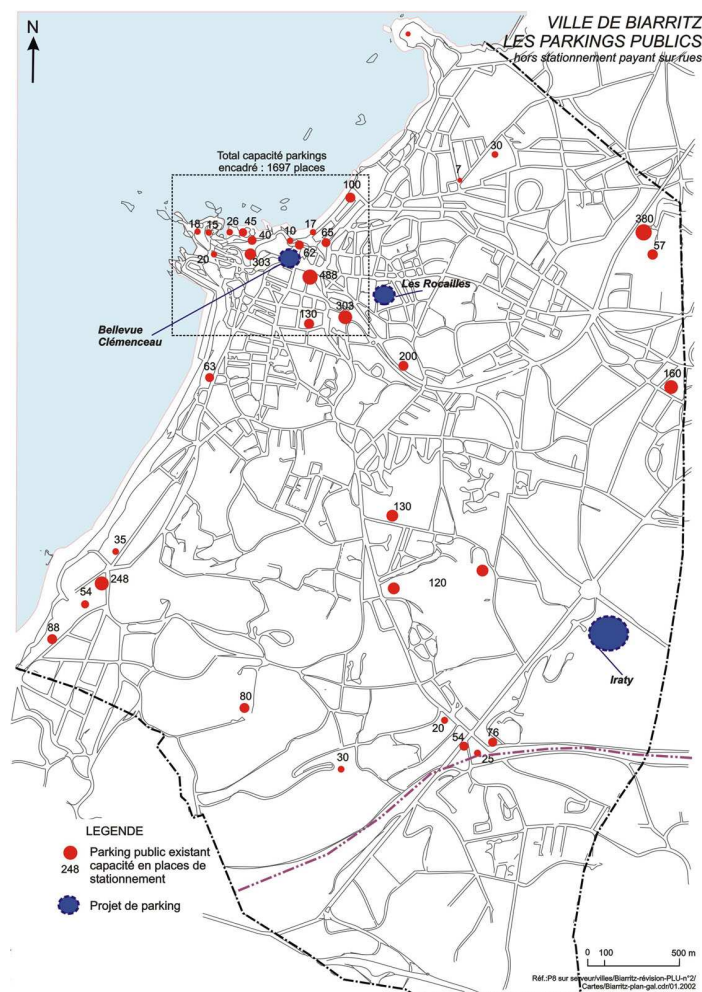 VILLE DE BIARRITZ
LES PARKINGS PUBLICS
hors stationnement payant sur rues
N
30
7
Total capacité parkings
encadré : 1697 places
100
380
57
18
15
26
45
40
10
17
65
62
20
303
488
Les Rocailles
303
130
Bellevue
Clémenceau
200
63
160
130
35
248
54
120
88
Iraty
80
20
54
76
25
30
LEGENDE
Parking public existant
capacité en places de
stationnement
248
Projet de parking
0 100 500 m
Réf.:P8 sur serveur/villes/Biarritz-révision-PLU-n°2/
Cartes/Biarritz-plan-gal.cdr/01.2002